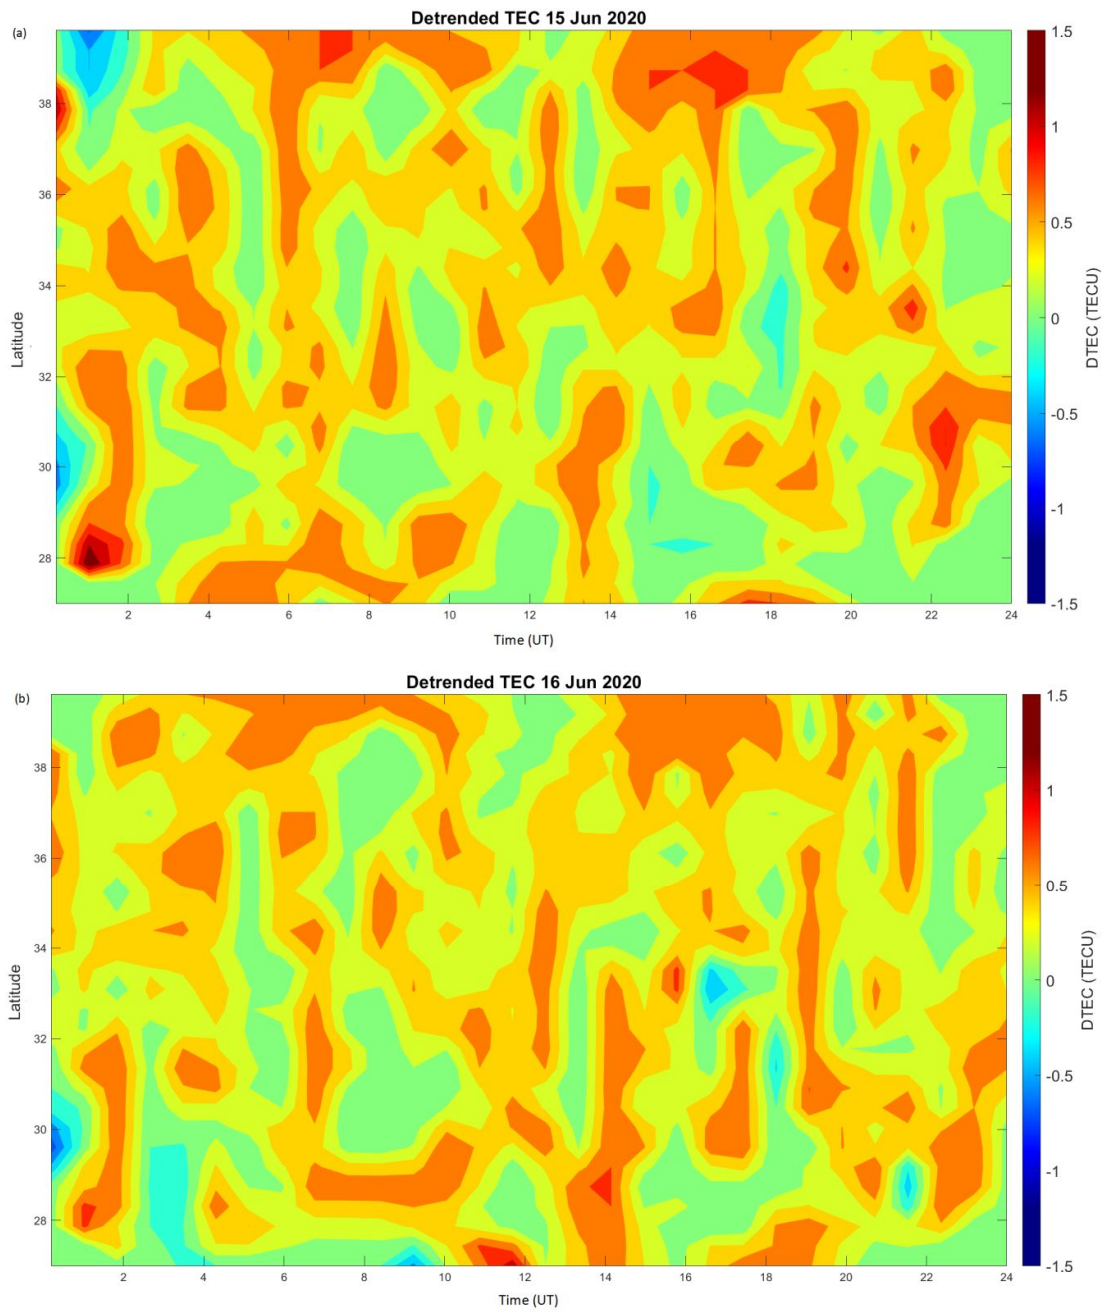 Detrended TEC 15 Jun 2020
(a)
1.5
38
1
36
0.5
34
0
Latitude
DTEC (TECU)
32
-0.5
30
-1
28
-1.5
2 4 6 8 10 12 14 16 18 20 22 24
Time (UT)
Detrended TEC 16 Jun 2020
(b)
1.5
38
1
36
0.5
34
0
Latitude
DTEC (TECU)
32
-0.5
30
-1
28
-1.5
2 4 6 8 10 12 14 16 18 20 22 24
Time (UT)